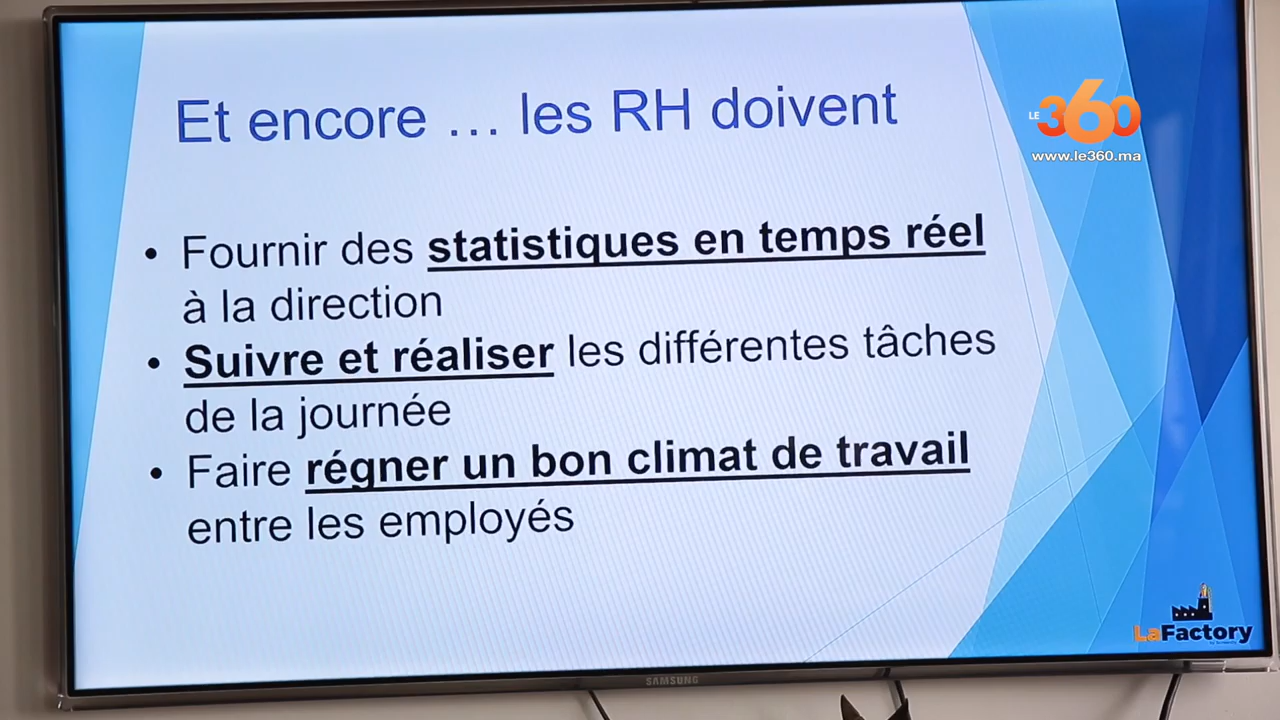 Et encore ... les RH doivent
LE 360
www.le360.ma
• Fournir des statistiques en temps réel
à la direction
• Suivre et réaliser les différentes tâches
de la journée
• Faire régner un bon climat de travail
entre les employés
LaFactory
SAMSUNG